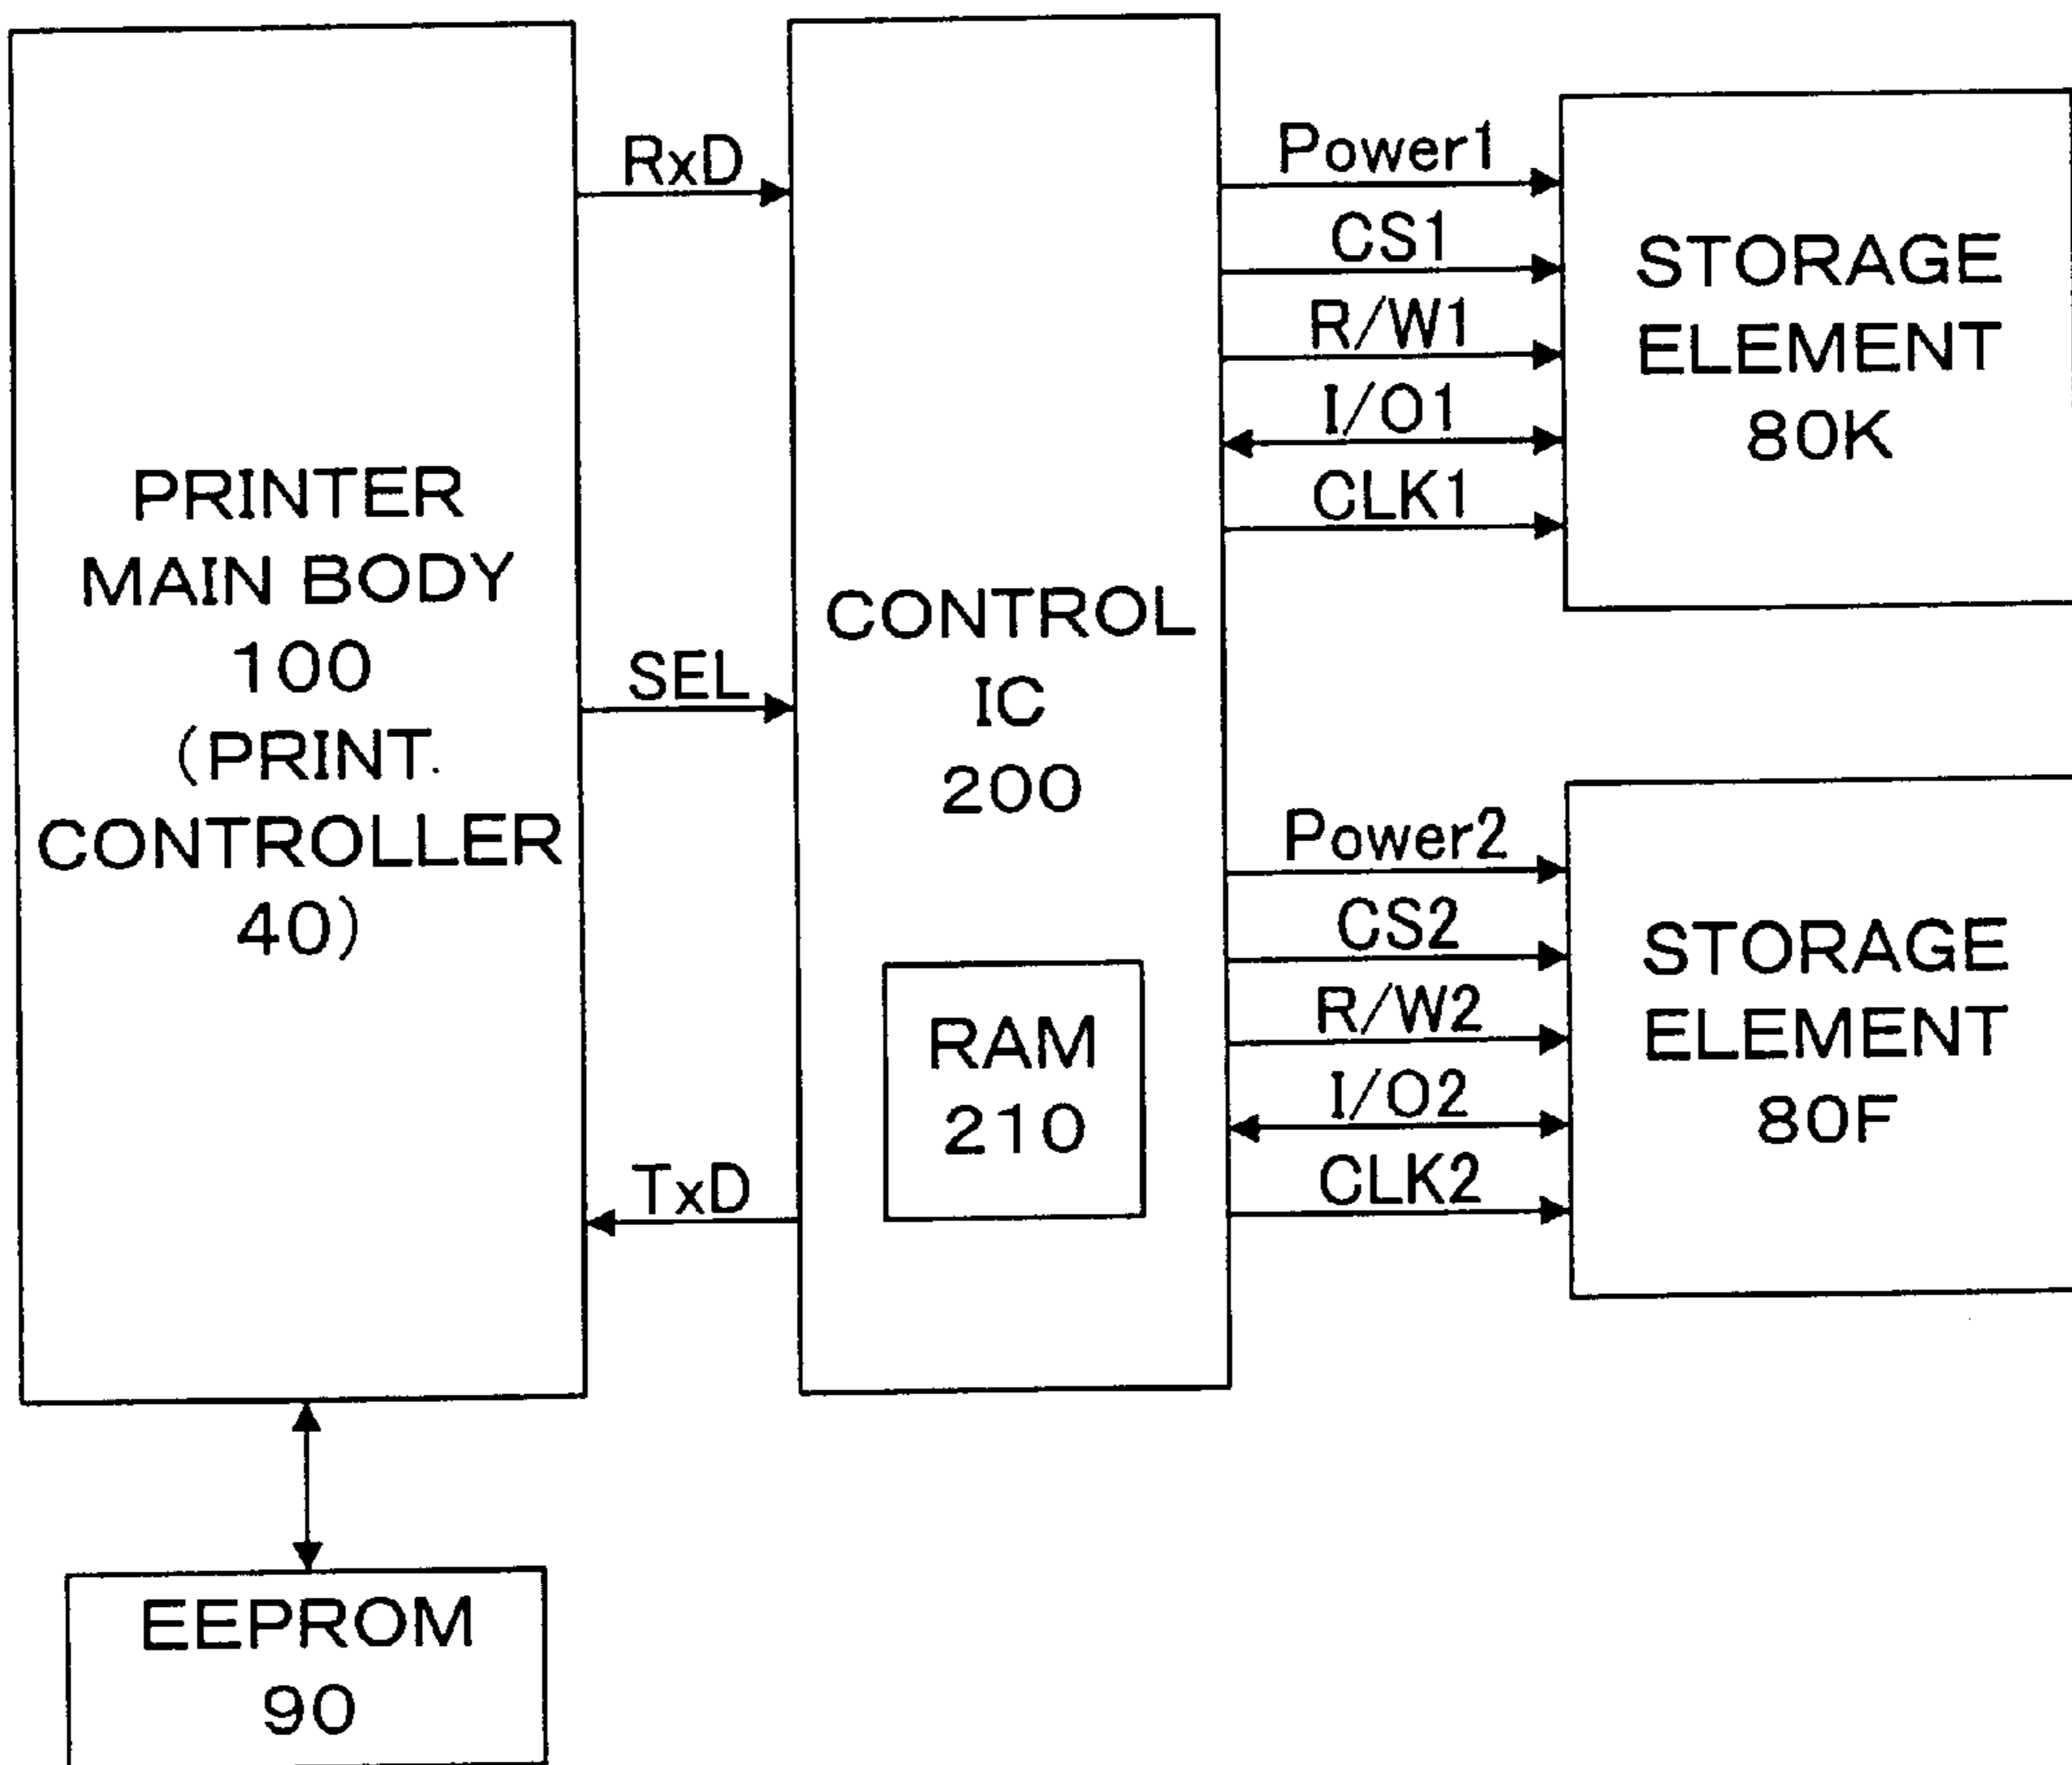 PRINTER
MAIN BODY
100
(PRINT.
CONTROLLER
40)
RxD
SEL
TxD
CONTROL
IC
200
RAM
210
Power1
CS1
R/W1
I/O1
CLK1
STORAGE
ELEMENT
80K
Power2
CS2
R/W2
I/O2
CLK2
STORAGE
ELEMENT
80F
EEPROM
90